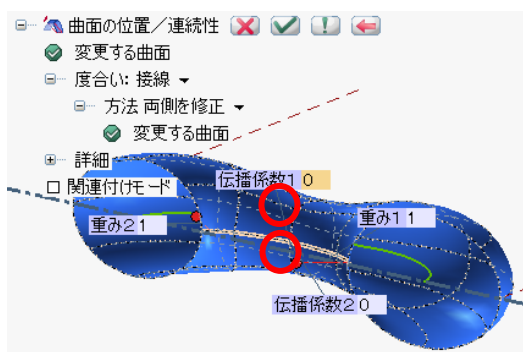 曲面の位置／連続性
変更する曲面
度合い: 接線
方法 両側を修正
変更する曲面
詳細
関連付けモード
伝播係数1 0
重み2 1
重み1 1
伝播係数2 0